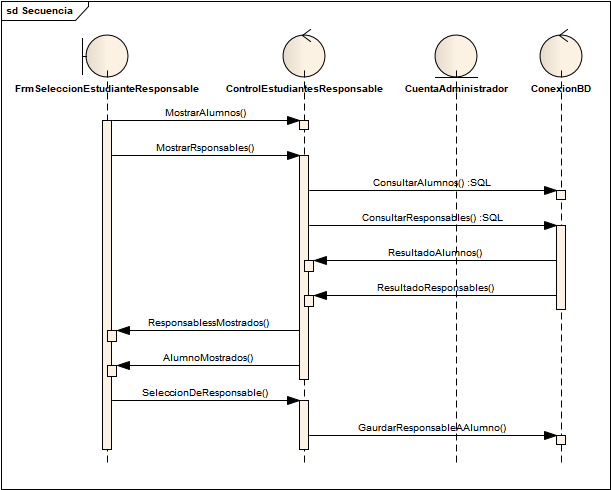 sd Secuencia
FrmSeleccionEstudianteResponsable
ControlEstudiantesResponsable
CuentaAdministrador
ConexionBD
MostrarAlumnos()
MostrarRsponsables()
ConsultarAlumnos() :SQL
ConsultarResponsables() :SQL
ResultadoAlumnos()
ResultadoResponsables()
ResponsablessMostrados()
AlumnoMostrados()
SeleccionDeResponsable()
GaurdarResponsableAAlumno()